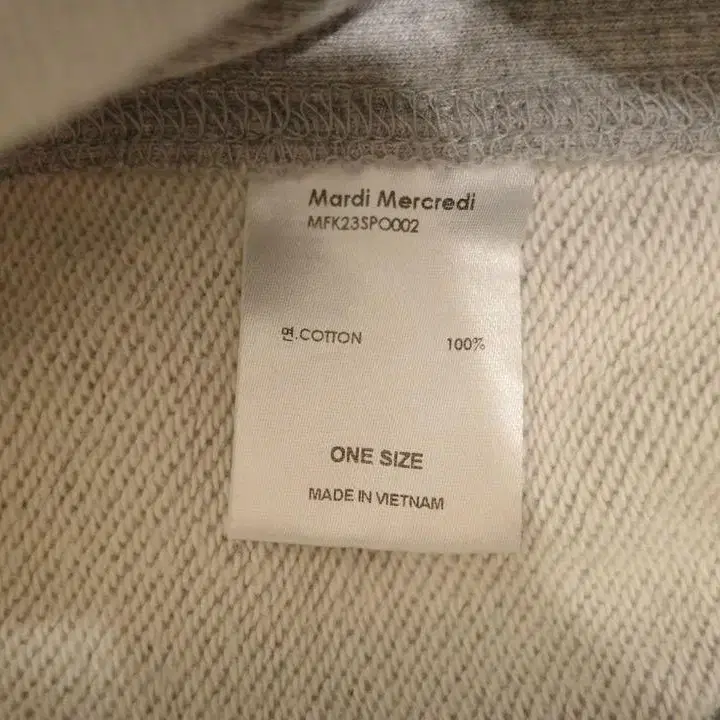 Mardi Mercredi
MFK23SPO002
면.COTTON 100%
ONE SIZE
MADE IN VIETNAM